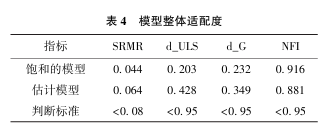 表 4 模型整体适配度
指标 SRMR d_ULS d_G NFI
饱和的模型 0.044 0.203 0.232 0.916
估计模型 0.064 0.428 0.349 0.881
判断标准 <0.08 <0.95 <0.95 <0.95